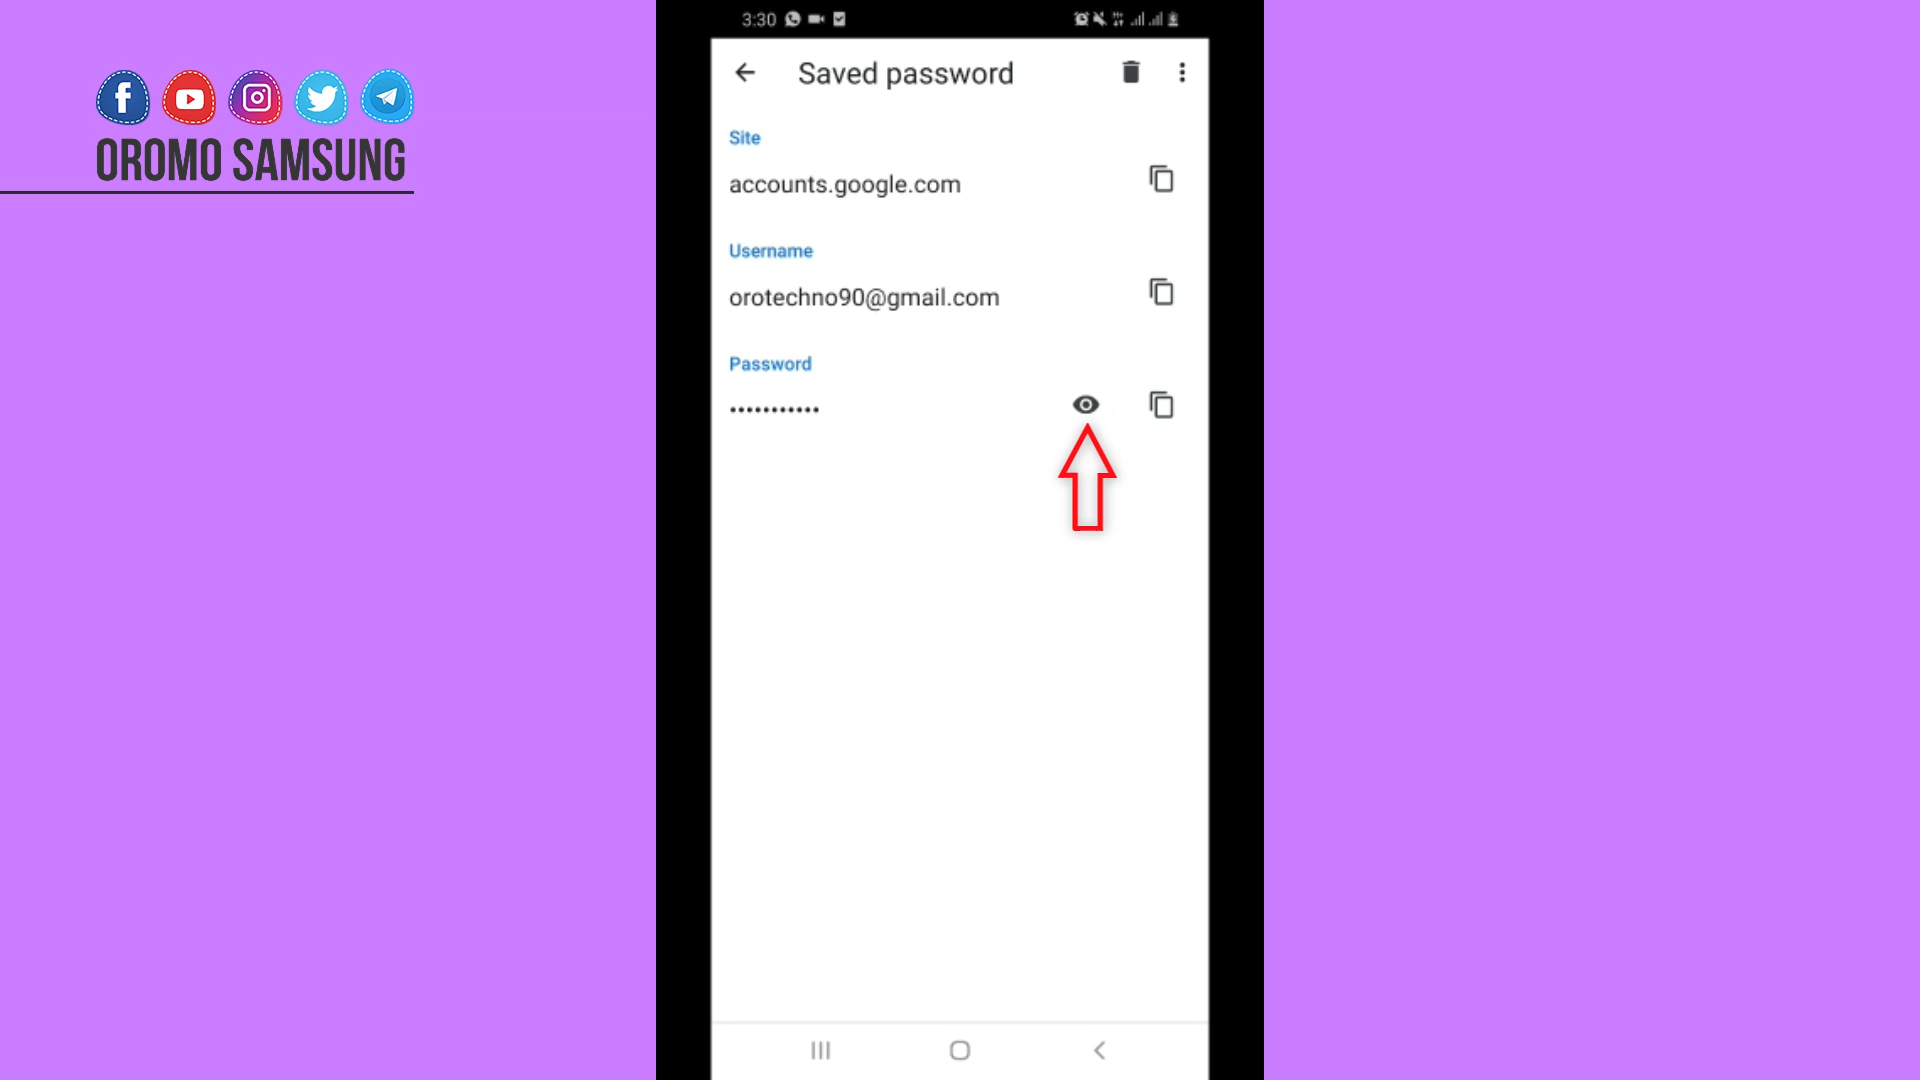 OROMO SAMSUNG
3:30
Saved password
Site
accounts.google.com
Username
orotechno90@gmail.com
Password
•••••••••••